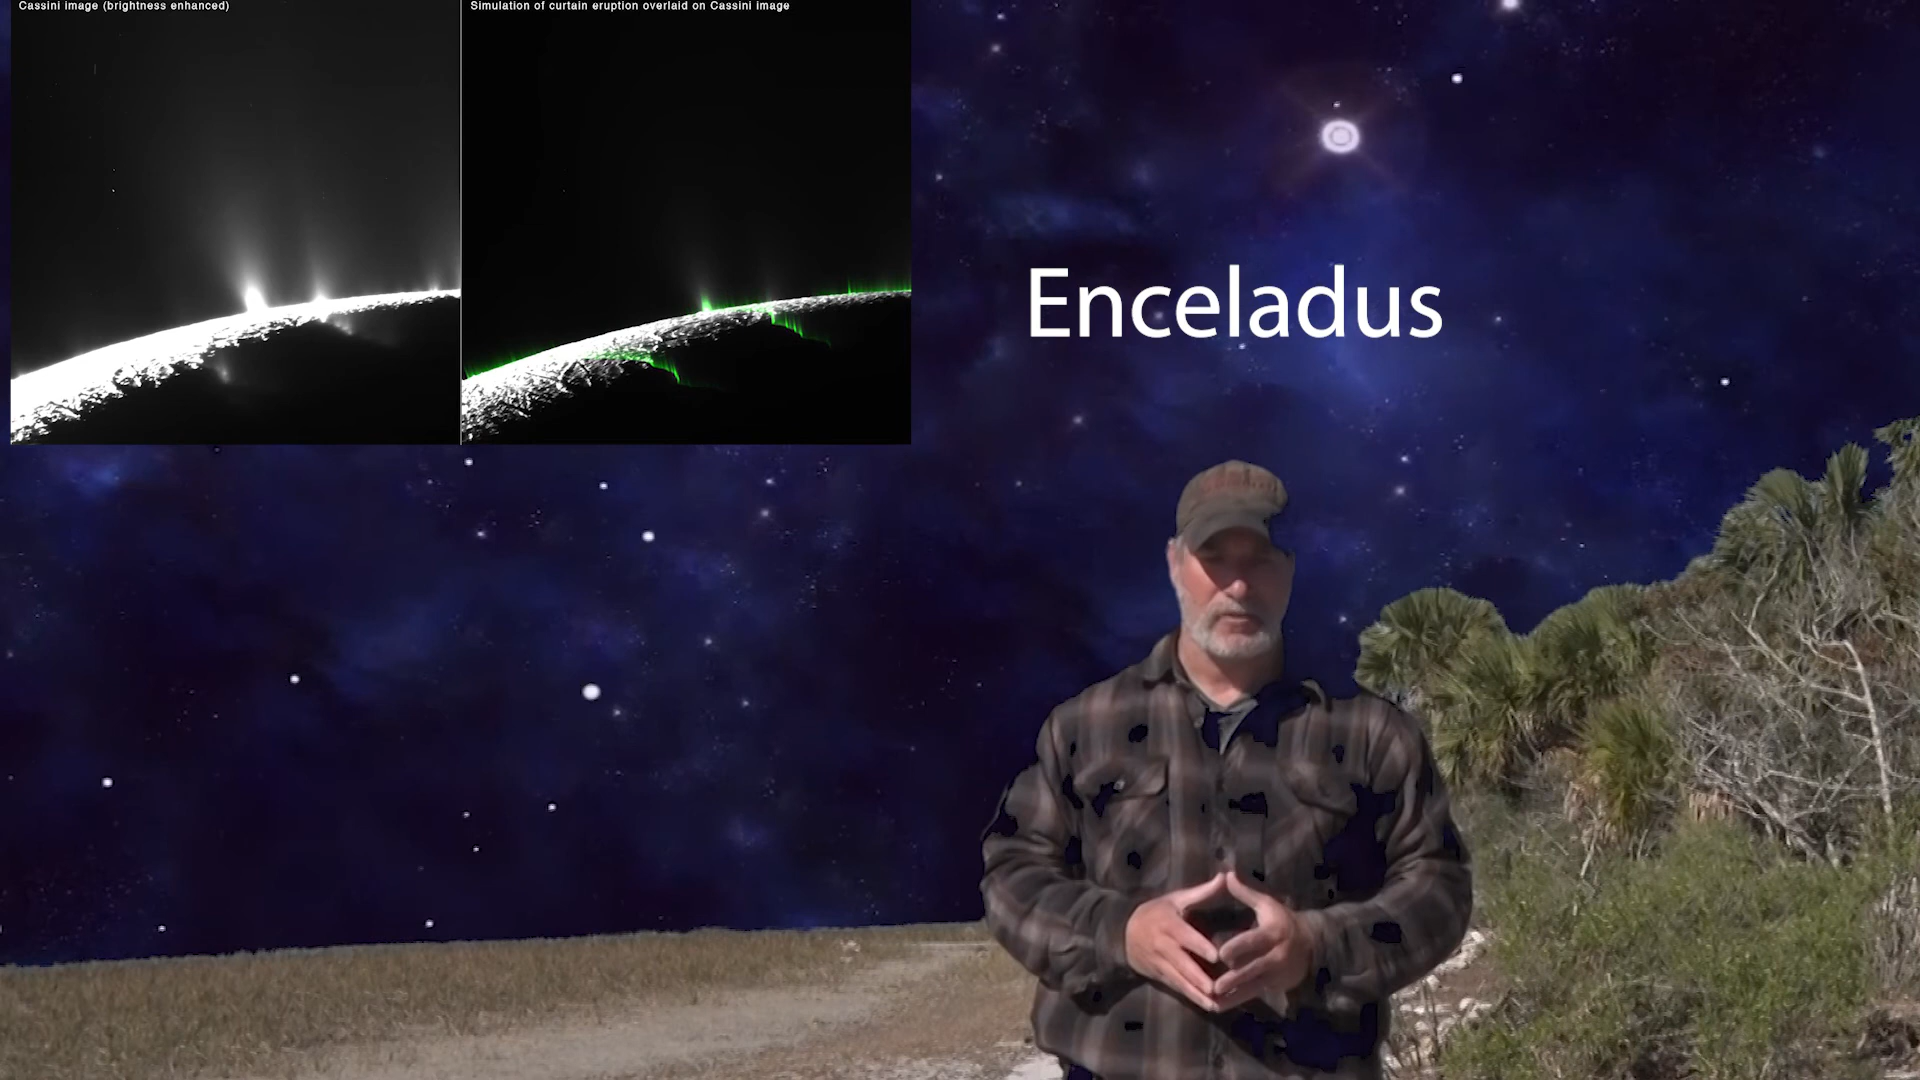 Cassini image (brightness enhanced)
Simulation of curtain eruption overlaid on Cassini image
Enceladus